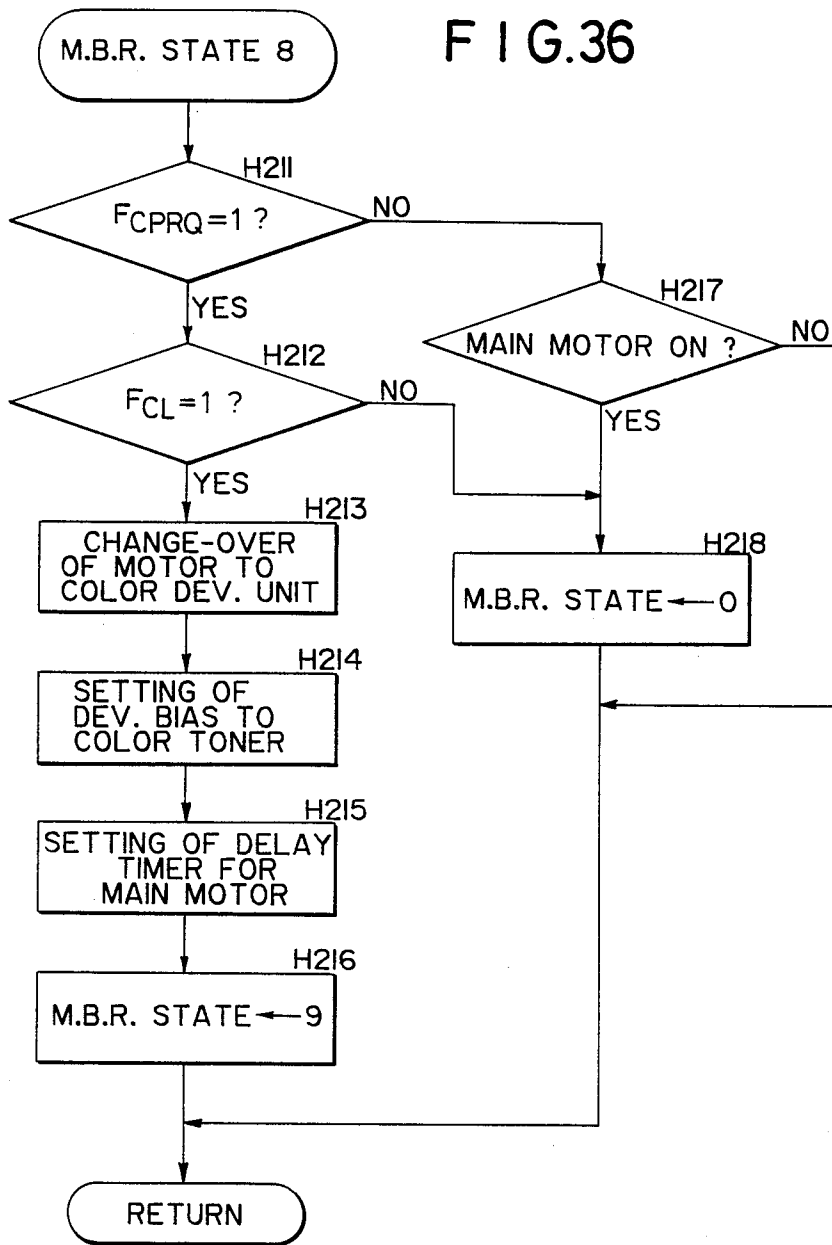 F I G.36
M.B.R. STATE 8
H211
FCPRQ=1 ?
NO
YES
H217
MAIN MOTOR ON ?
NO
YES
H212
FCL=1 ?
NO
YES
H213
CHANGE-OVER
OF MOTOR TO
COLOR DEV. UNIT
H218
M.B.R. STATE ← 0
H214
SETTING OF
DEV. BIAS TO
COLOR TONER
H215
SETTING OF DELAY
TIMER FOR
MAIN MOTOR
H216
M.B.R. STATE ← 9
RETURN